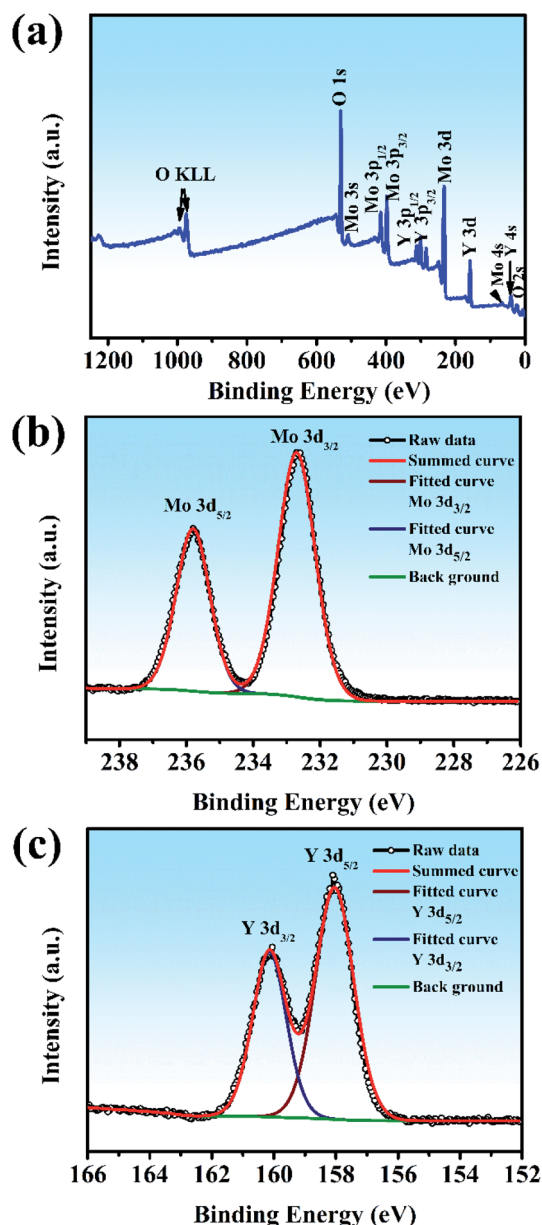 (a)
Intensity (a.u.)
O KLL
O 1s
Mo 3s
Mo 3p1/2
Mo 3p3/2
Y 3p1/2
Y 3p3/2
Mo 3d
Y 3d
Mo 4s
Y 4s
O 2s
1200 1000 800 600 400 200 0
Binding Energy (eV)
(b)
Intensity (a.u.)
Mo 3d5/2
Mo 3d3/2
Raw data
Summed curve
Fitted curve
Mo 3d3/2
Fitted curve
Mo 3d5/2
Back ground
238 236 234 232 230 228 226
Binding Energy (eV)
(c)
Intensity (a.u.)
Y 3d3/2
Y 3d5/2
Raw data
Summed curve
Fitted curve
Y 3d5/2
Fitted curve
Y 3d3/2
Back ground
166 164 162 160 158 156 154 152
Binding Energy (eV)